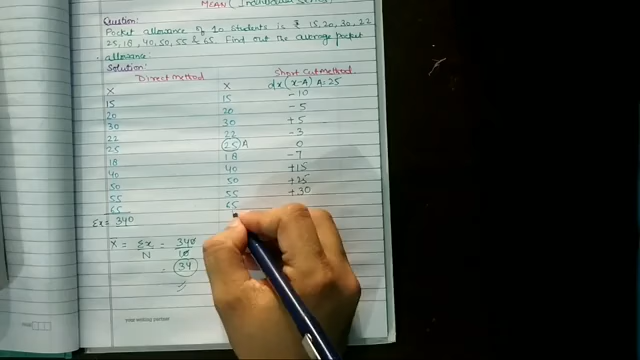 MEAN (Individual Series)
Question:
Pocket allowance of 10 students is ₹ 15, 20, 30, 22
25, 18, 40, 50, 55 & 65. Find out the average pocket
allowance.
Solution:
Direct Method
Short Cut Method
X X dx (x-A) A=25
15 15 -10
20 20 -5
30 30 +5
22 22 -3
25 25 A 0
18 18 -7
40 40 +15
50 50 +25
55 55 +30
65 65
Σx = 340
X̄ = Σx = 340
N 10
34